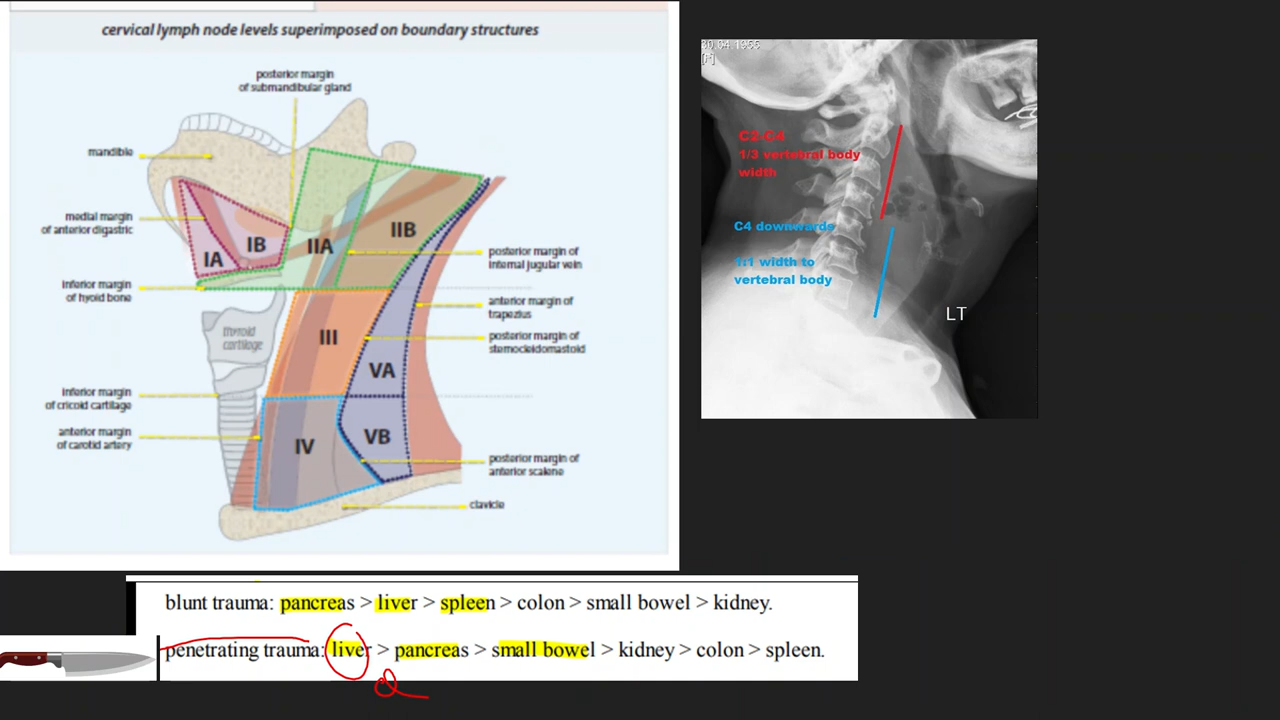 cervical lymph node levels superimposed on boundary structures
posterior margin
of submandibular gland
mandible
medial margin
of anterior digastric
inferior margin
of hyoid bone
inferior margin
of cricoid cartilage
anterior margin
of carotid artery
IA
IB
IIA
IIB
III
IV
VA
VB
thyroid
cartilage
posterior margin of
internal jugular vein
anterior margin of
trapezius
posterior margin of
sternocleidomastoid
posterior margin of
anterior scalene
clavicle
C2-C4
1/3 vertebral body
width
C4 downwards
1:1 width to
vertebral body
LT
blunt trauma: pancreas > liver > spleen > colon > small bowel > kidney.
penetrating trauma: liver > pancreas > small bowel > kidney > colon > spleen.